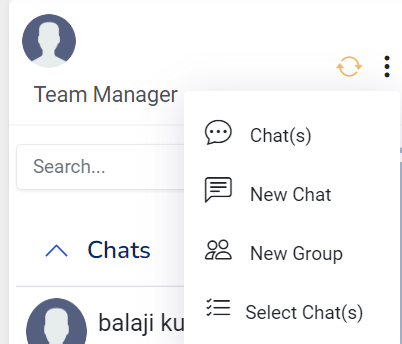 Team Manager
Search...
Chats
balaji ku
Chat(s)
New Chat
New Group
Select Chat(s)